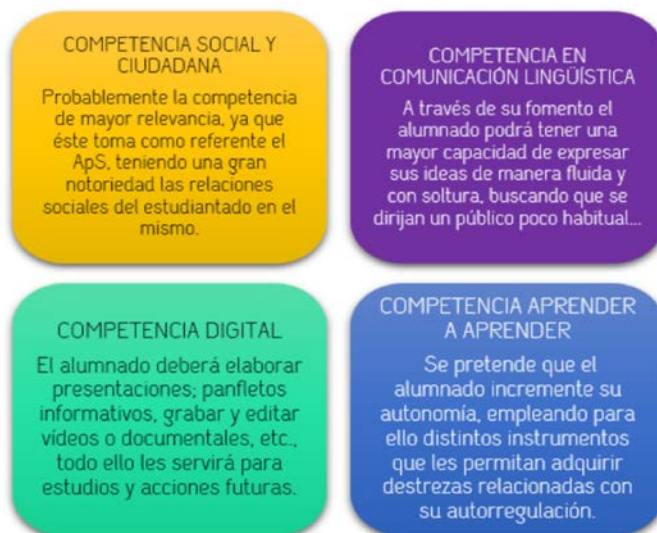 COMPETENCIA SOCIAL Y
CIUDADANA
Probablemente la competencia
de mayor relevancia, ya que
éste toma como referente el
ApS, teniendo una gran
notoriedad las relaciones
sociales del estudiantado en el
mismo.
COMPETENCIA EN
COMUNICACIÓN LINGÜÍSTICA
A través de su fomento el
alumnado podrá tener una
mayor capacidad de expresar
sus ideas de manera fluida y
con soltura, buscando que se
dirijan un público poco habitual...
COMPETENCIA DIGITAL
El alumnado deberá elaborar
presentaciones; panfletos
informativos, grabar y editar
vídeos o documentales, etc.,
todo ello les servirá para
estudios y acciones futuras.
COMPETENCIA APRENDER
A APRENDER
Se pretende que el
alumnado incremente su
autonomía, empleando para
ello distintos instrumentos
que les permitan adquirir
destrezas relacionadas con
su autorregulación.